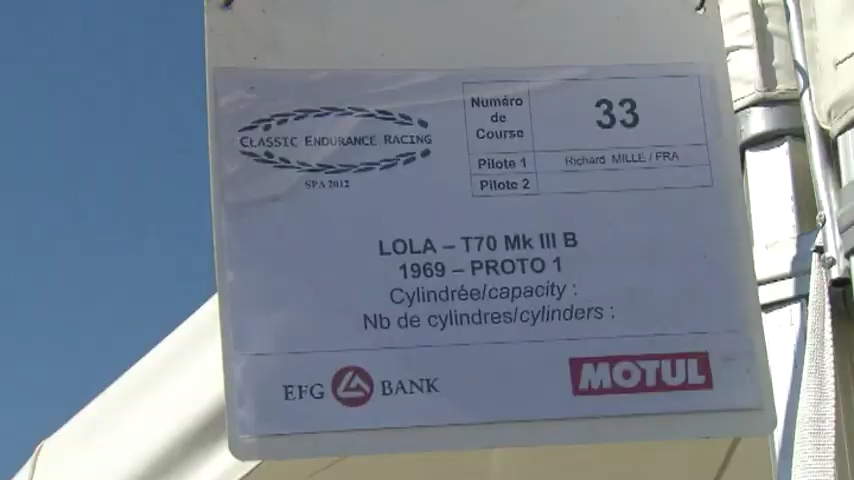 CLASSIC ENDURANCE RACING
SPA 2012
Numéro
de
Course
33
Pilote 1
Richard MILLE / FRA
Pilote 2
LOLA – T70 Mk III B
1969 – PROTO 1
Cylindrée/capacity :
Nb de cylindres/cylinders :
EFG BANK
MOTUL